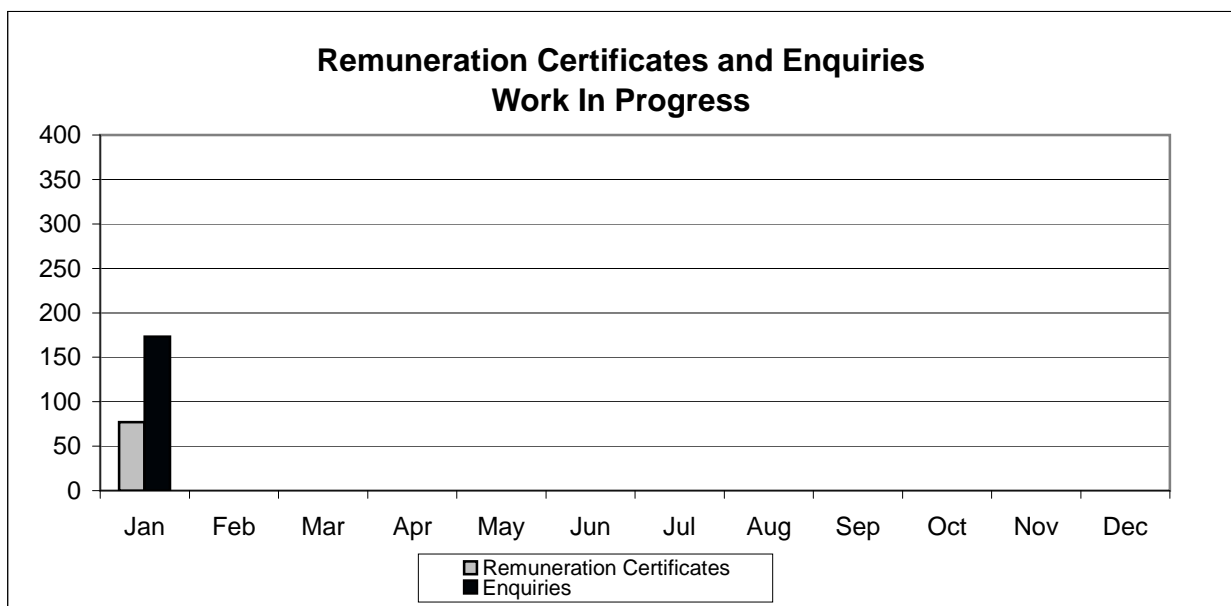 Remuneration Certificates and Enquiries
Work In Progress
400
350
300
250
200
150
100
50
0
Jan Feb Mar Apr May Jun Jul Aug Sep Oct Nov Dec
Remuneration Certificates
Enquiries